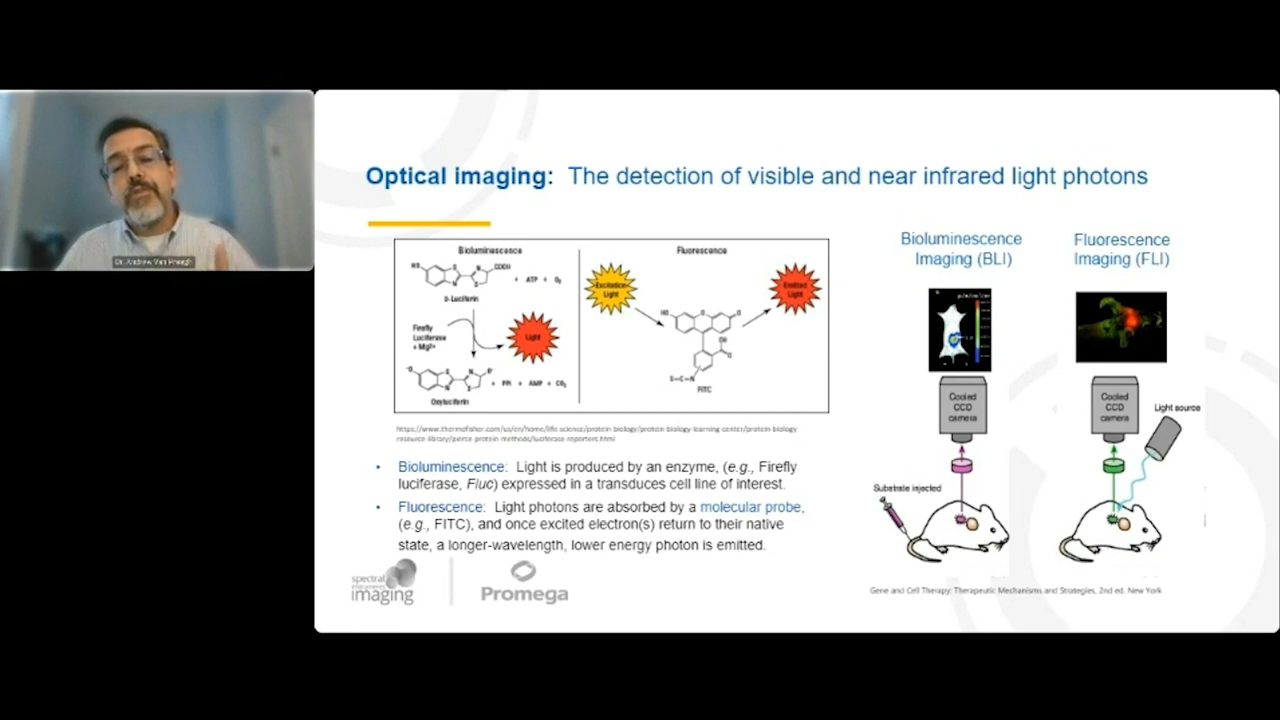 Dr. Andrew Van Praagh
Optical imaging: The detection of visible and near infrared light photons
Bioluminescence
HO
COOH
+ ATP + O₂
D-Luciferin
Firefly
Luciferase
+ Mg²⁺
Light
+ PPi + AMP + CO₂
Oxyluciferin
Fluorescence
Excitation
Light
Emitted
Light
HO
O
O
OH
O
S=C=N
FITC
https://www.thermofisher.com/us/en/home/life-science/protein-biology/protein-biology-learning-center/protein-biology
resource-library/pierce-protein-methods/luciferase-reporters.html
• Bioluminescence: Light is produced by an enzyme, (e.g., Firefly
luciferase, Fluc) expressed in a transduces cell line of interest.
• Fluorescence: Light photons are absorbed by a molecular probe,
(e.g., FITC), and once excited electron(s) return to their native
state, a longer-wavelength, lower energy photon is emitted.
spectral
instruments
imaging
Promega
Bioluminescence
Imaging (BLI)
Cooled
CCD
camera
Substrate injected
Fluorescence
Imaging (FLI)
Cooled
CCD
camera
Light source
Gene and Cell Therapy: Therapeutic Mechanisms and Strategies, 2nd ed. New York